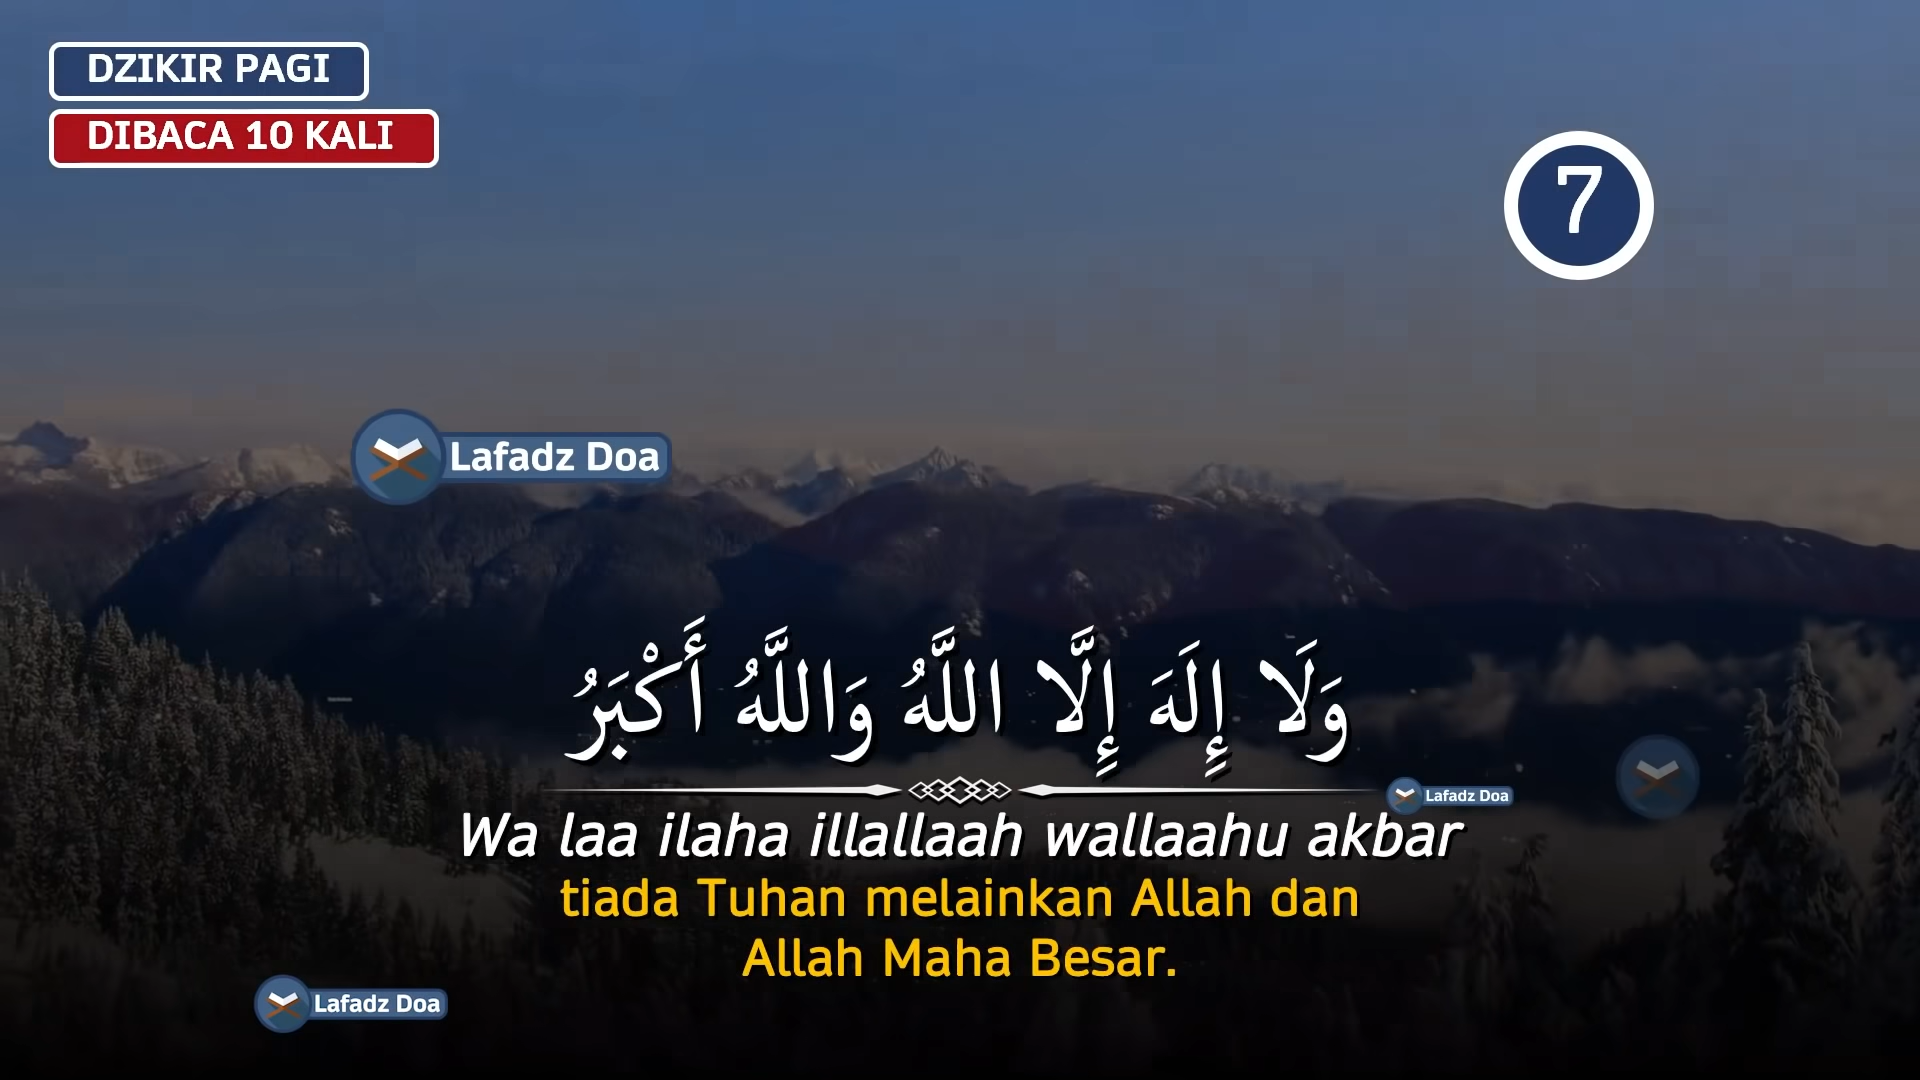 DZIKIR PAGI
DIBACA 10 KALI
7
Lafadz Doa
وَلَا إِلَهَ إِلَّا اللَّهُ وَاللَّهُ أَكْبَرُ
Lafadz Doa
Wa laa ilaha illallaah wallaahu akbar
tiada Tuhan melainkan Allah dan
Allah Maha Besar.
Lafadz Doa